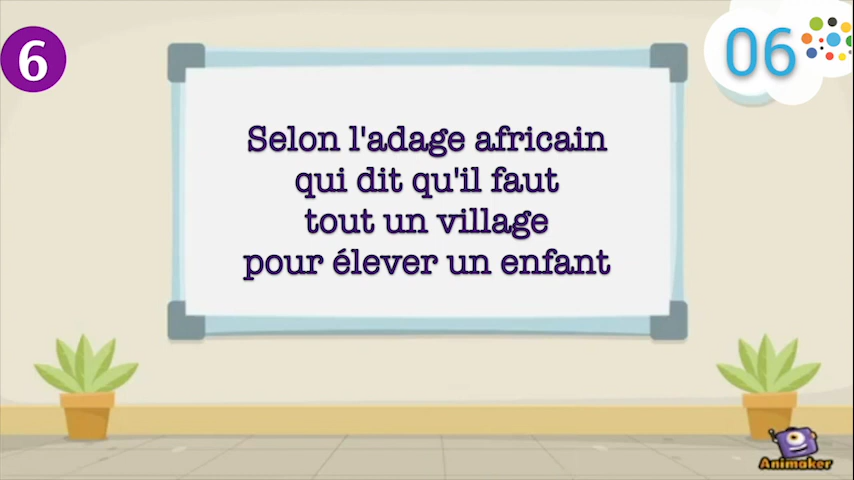 6
06
Selon l'adage africain
qui dit qu'il faut
tout un village
pour élever un enfant
Animaker